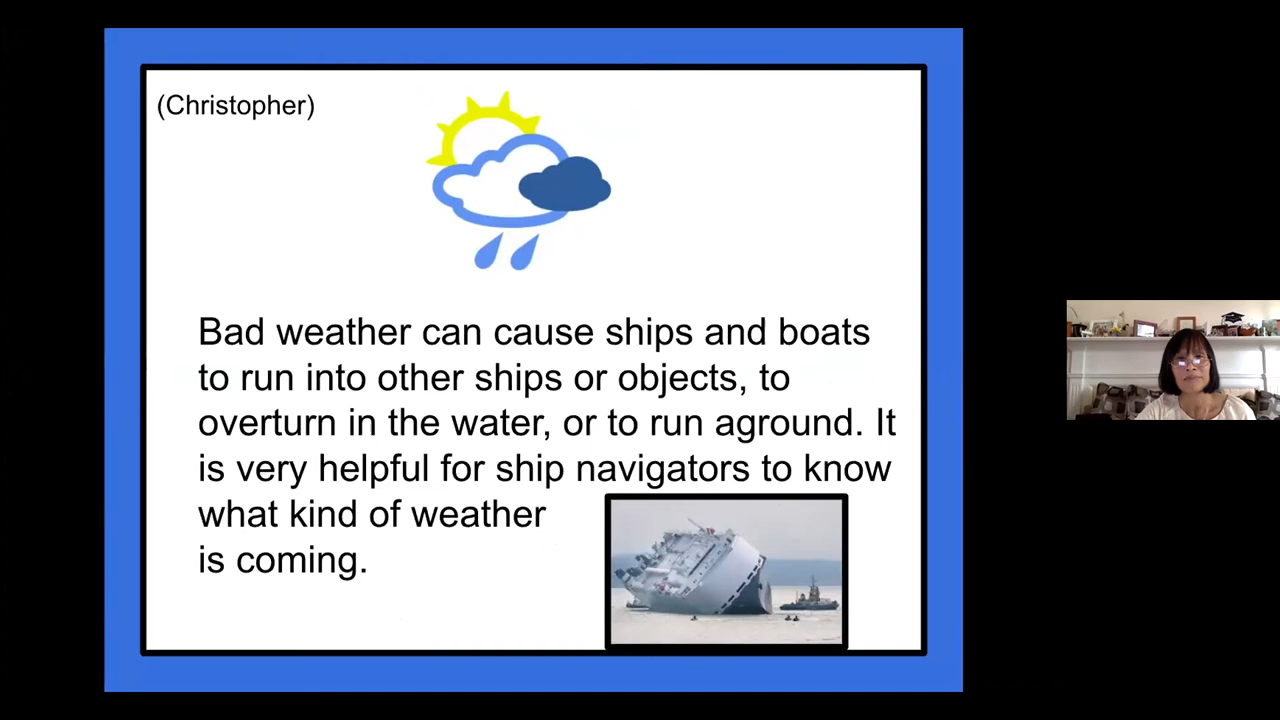 (Christopher)
Bad weather can cause ships and boats
to run into other ships or objects, to
overturn in the water, or to run aground. It
is very helpful for ship navigators to know
what kind of weather
is coming.